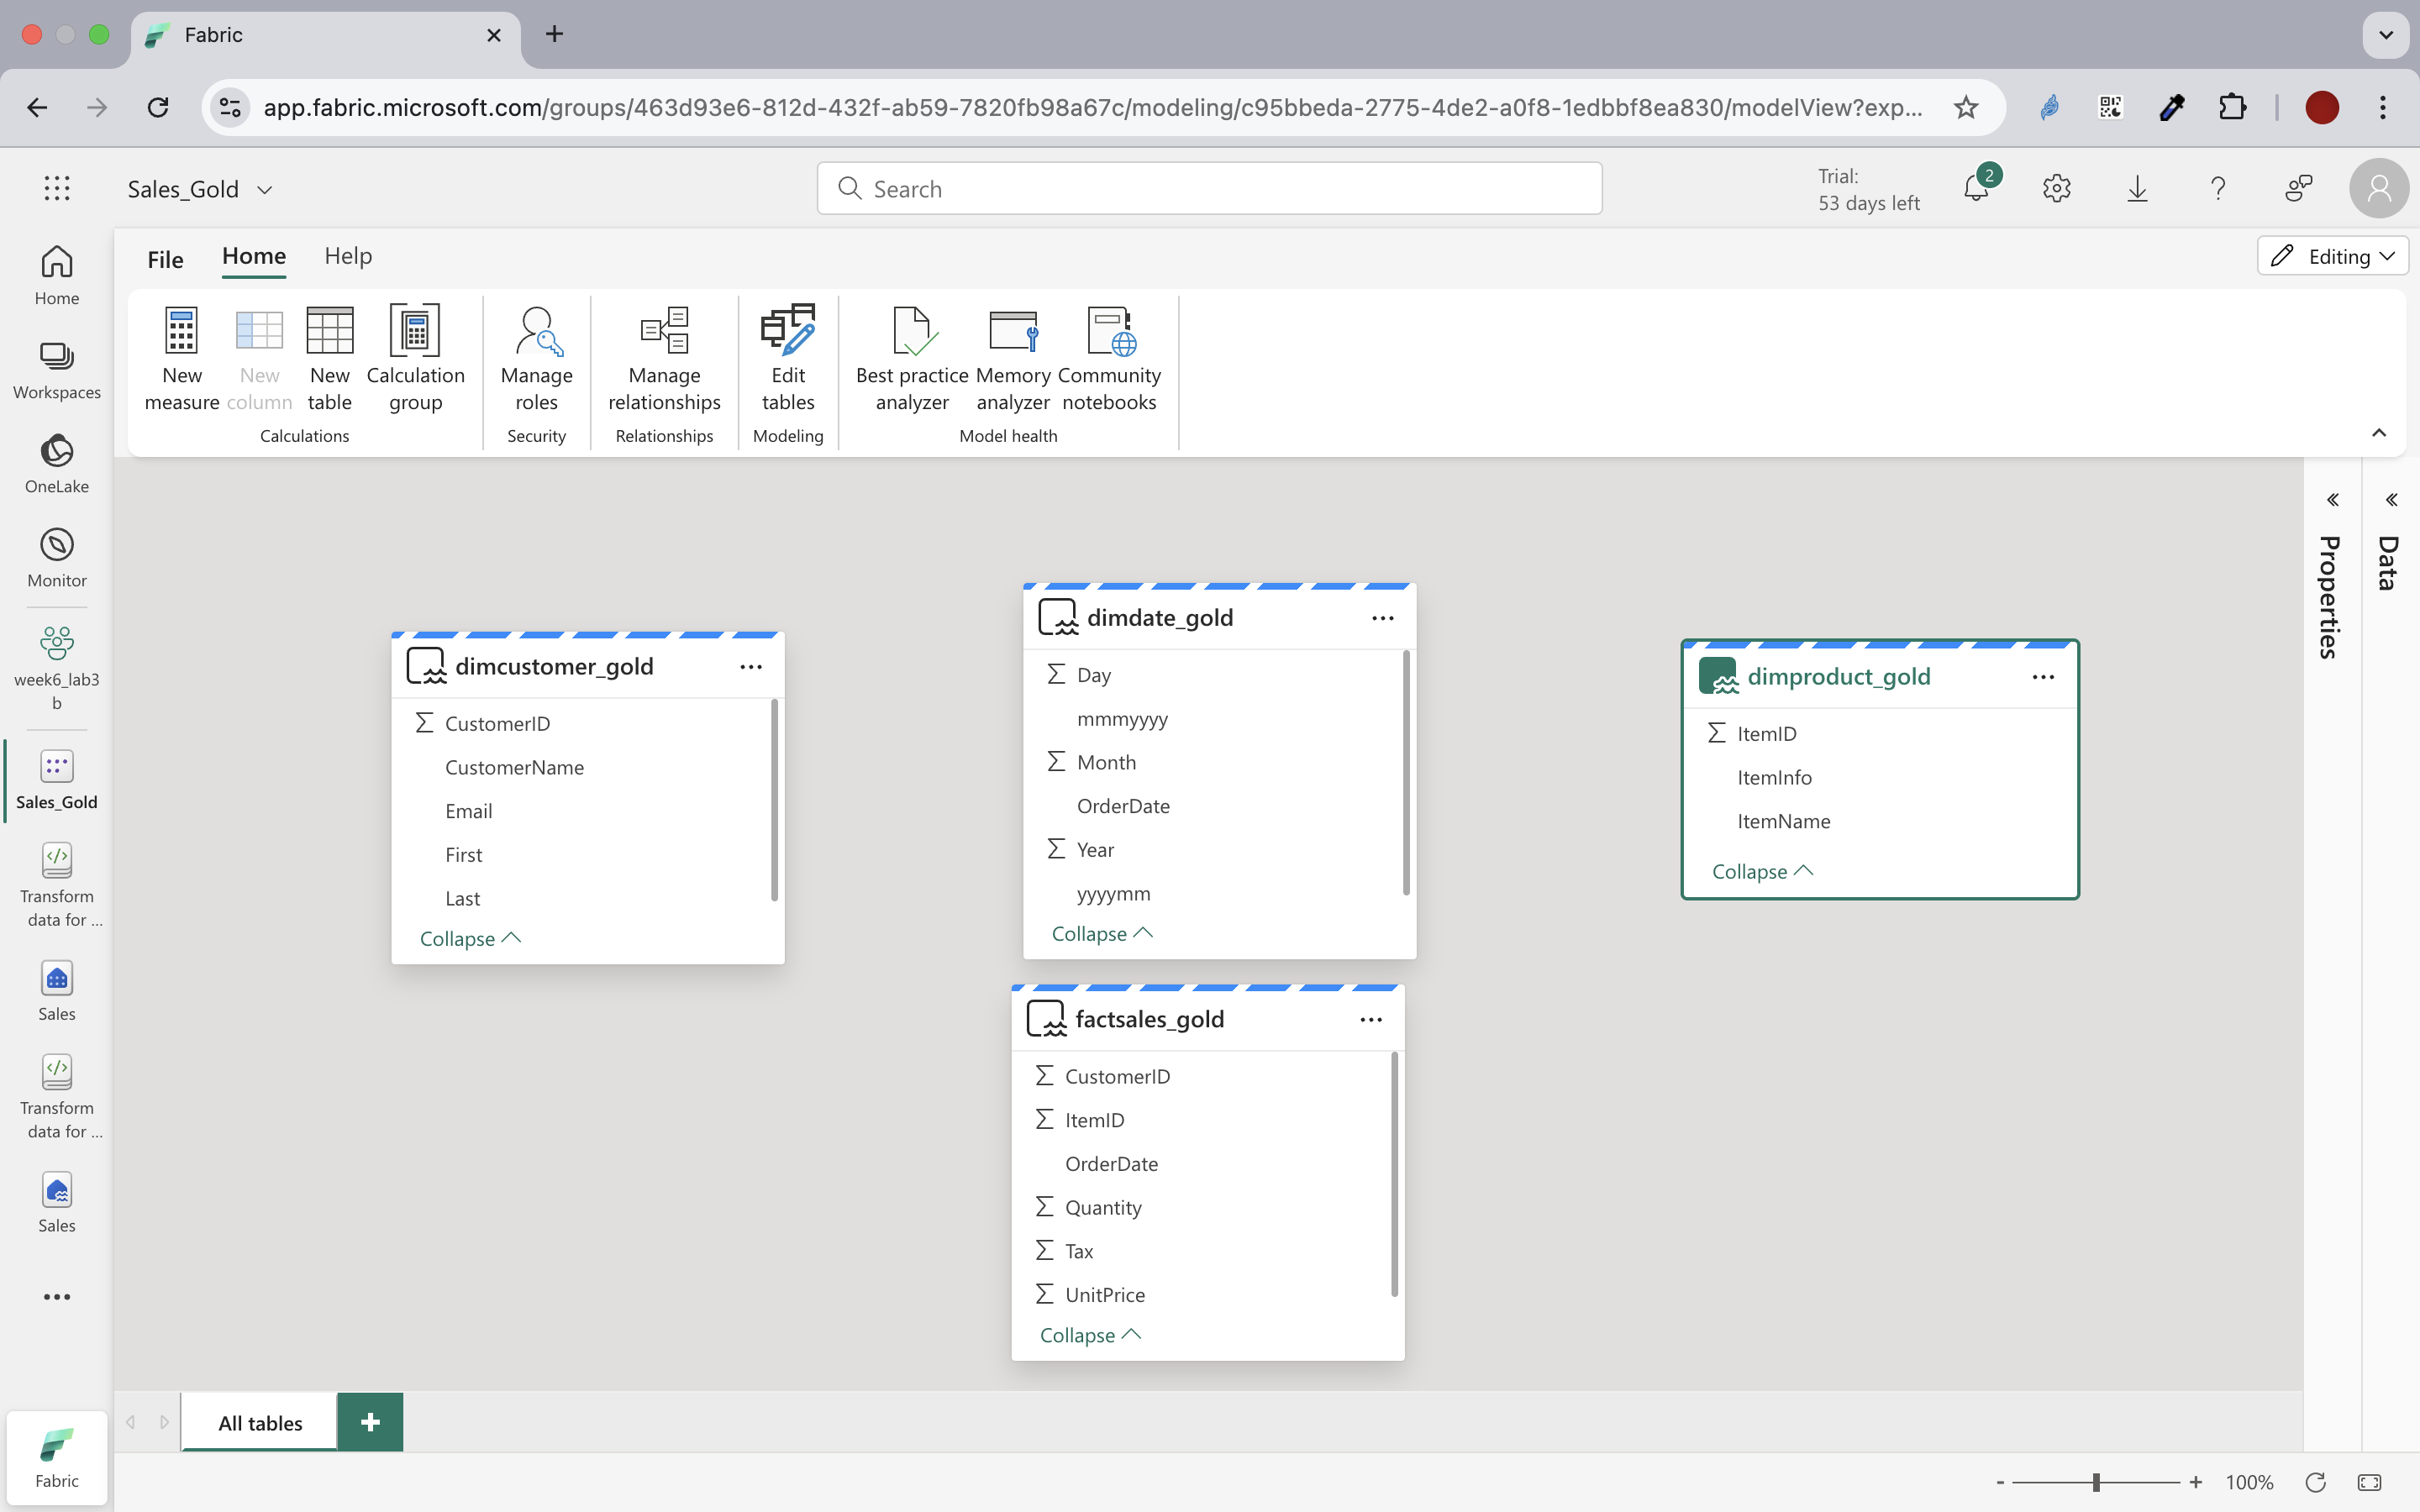 Fabric
app.fabric.microsoft.com/groups/463d93e6-812d-432f-ab59-7820fb98a67c/modeling/c95bbeda-2775-4de2-a0f8-1edbbf8ea830/modelView?exp...
Sales_Gold
Search
Trial:
53 days left
2
File
Home
Help
Editing
New
measure
New
column
New
table
Calculation
group
Calculations
Manage
roles
Security
Manage
relationships
Relationships
Edit
tables
Modeling
Best practice
analyzer
Memory
analyzer
Community
notebooks
Model health
Home
Workspaces
OneLake
Monitor
week6_lab3
b
Sales_Gold
Transform
data for ...
Sales
Transform
data for ...
Sales
Fabric
dimcustomer_gold
CustomerID
CustomerName
Email
First
Last
Collapse
dimdate_gold
Day
mmmyyyy
Month
OrderDate
Year
yyyymm
Collapse
factsales_gold
CustomerID
ItemID
OrderDate
Quantity
Tax
UnitPrice
Collapse
dimproduct_gold
ItemID
ItemInfo
ItemName
Collapse
Properties
Data
All tables
100%